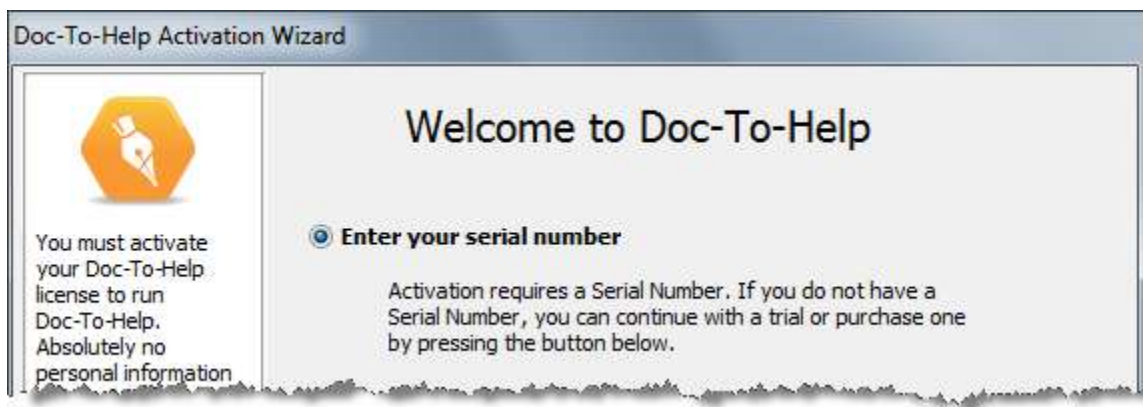 Doc-To-Help Activation Wizard
Welcome to Doc-To-Help
You must activate
your Doc-To-Help
license to run
Doc-To-Help.
Absolutely no
personal information
Enter your serial number
Activation requires a Serial Number. If you do not have a
Serial Number, you can continue with a trial or purchase one
by pressing the button below.